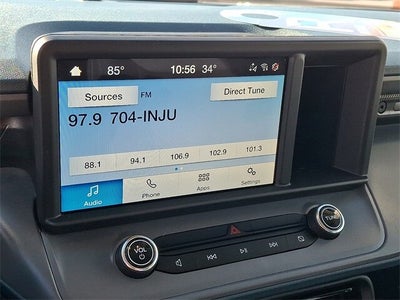 85° 10:56 34°
Sources FM Direct Tune
97.9 704-INJU
88.1 94.1 106.9 102.9 101.3
Audio Phone Apps Settings
VOL TUNE